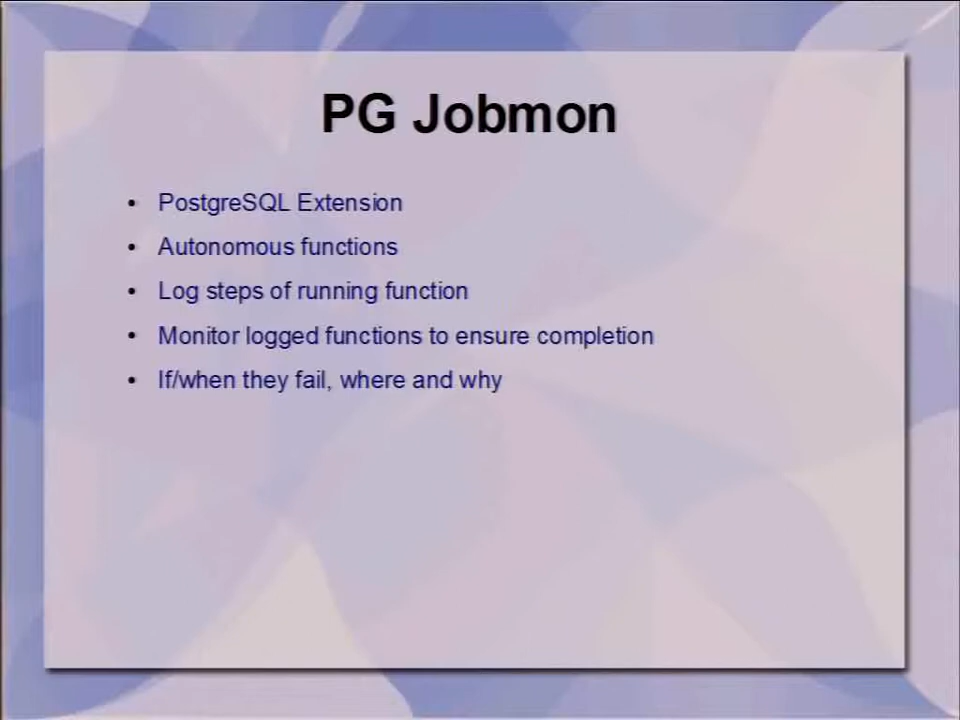 PG Jobmon
• PostgreSQL Extension
• Autonomous functions
• Log steps of running function
• Monitor logged functions to ensure completion
• If/when they fail, where and why